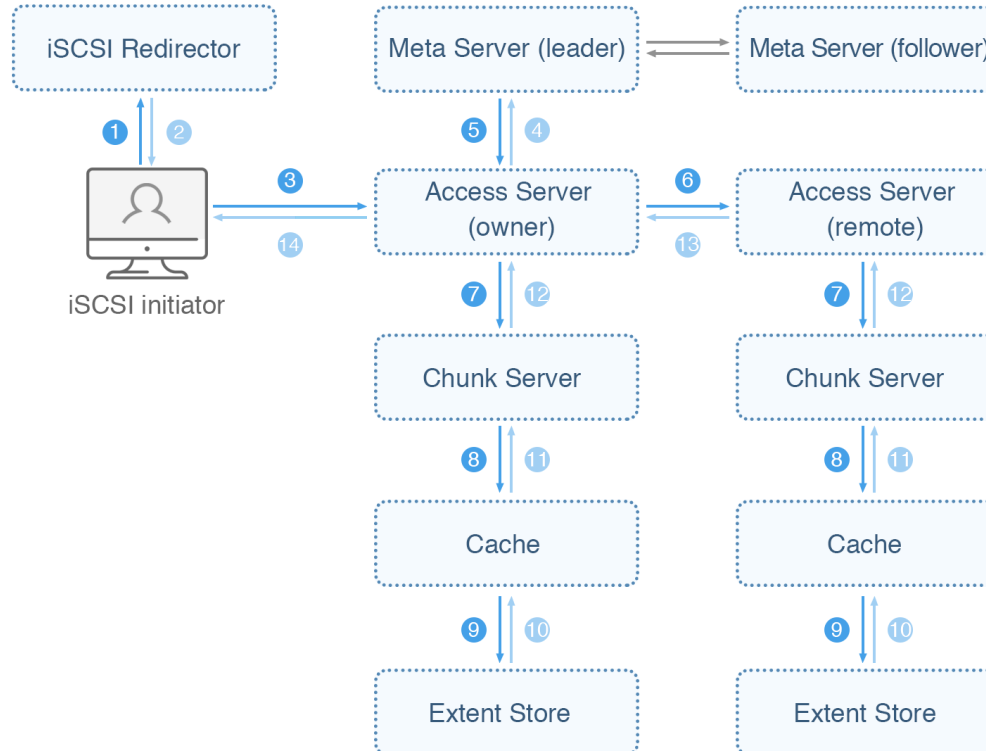 iSCSI Redirector
Meta Server (leader)
Meta Server (follower)
1
2
5
4
3
6
Access Server
(owner)
Access Server
(remote)
14
13
iSCSI initiator
7
12
7
12
Chunk Server
Chunk Server
8
11
8
11
Cache
Cache
9
10
9
10
Extent Store
Extent Store